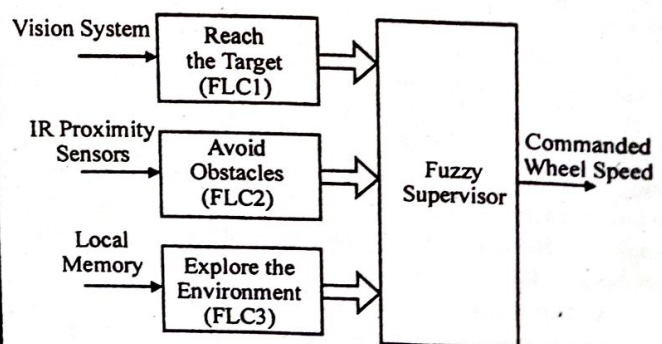 Vision System
Reach
the Target
(FLC1)
IR Proximity
Sensors
Avoid
Obstacles
(FLC2)
Local
Memory
Explore the
Environment
(FLC3)
Fuzzy
Supervisor
Commanded
Wheel Speed